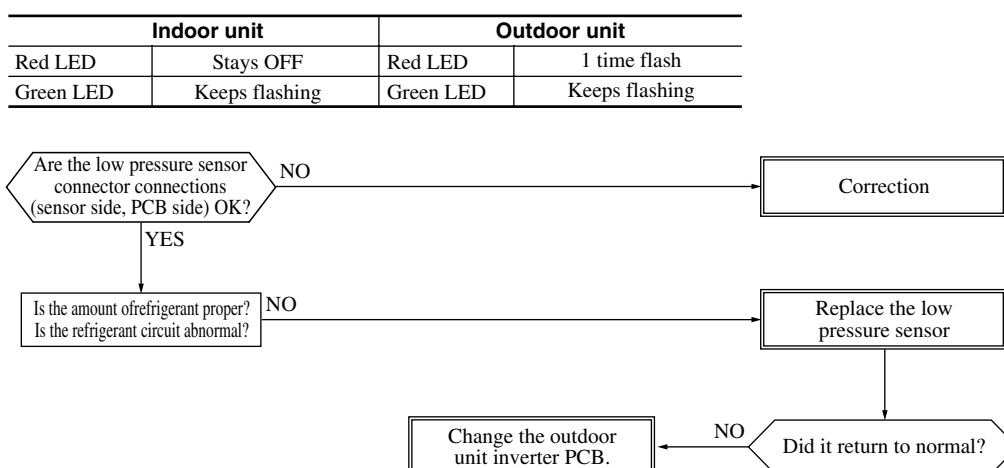 Indoor unit Outdoor unit
Red LED Stays OFF Red LED 1 time flash
Green LED Keeps flashing Green LED Keeps flashing
Are the low pressure sensor
connector connections
(sensor side, PCB side) OK?
NO
Correction
YES
Is the amount ofrefrigerant proper?
Is the refrigerant circuit abnormal?
NO
Replace the low
pressure sensor
Change the outdoor
unit inverter PCB.
NO
Did it return to normal?